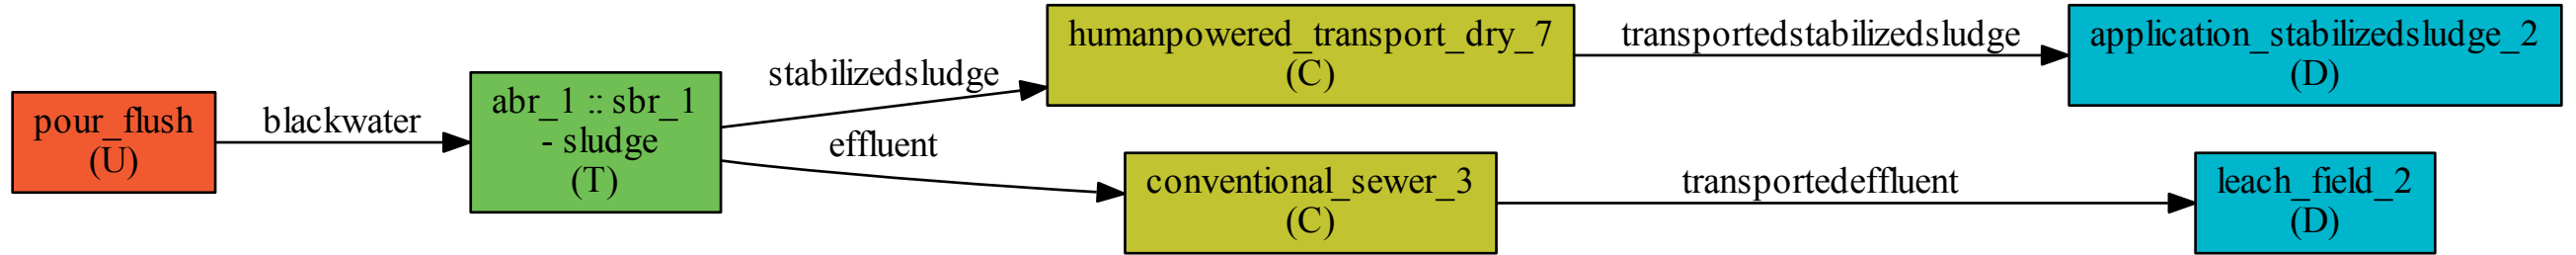 pour_flush
(U)
blackwater
abr_1 :: sbr_1
- sludge
(T)
stabilizedsludge
effluent
humanpowered_transport_dry_7
(C)
conventional_sewer_3
(C)
transportedstabilizedsludge
transportedeffluent
application_stabilizedsludge_2
(D)
leach_field_2
(D)